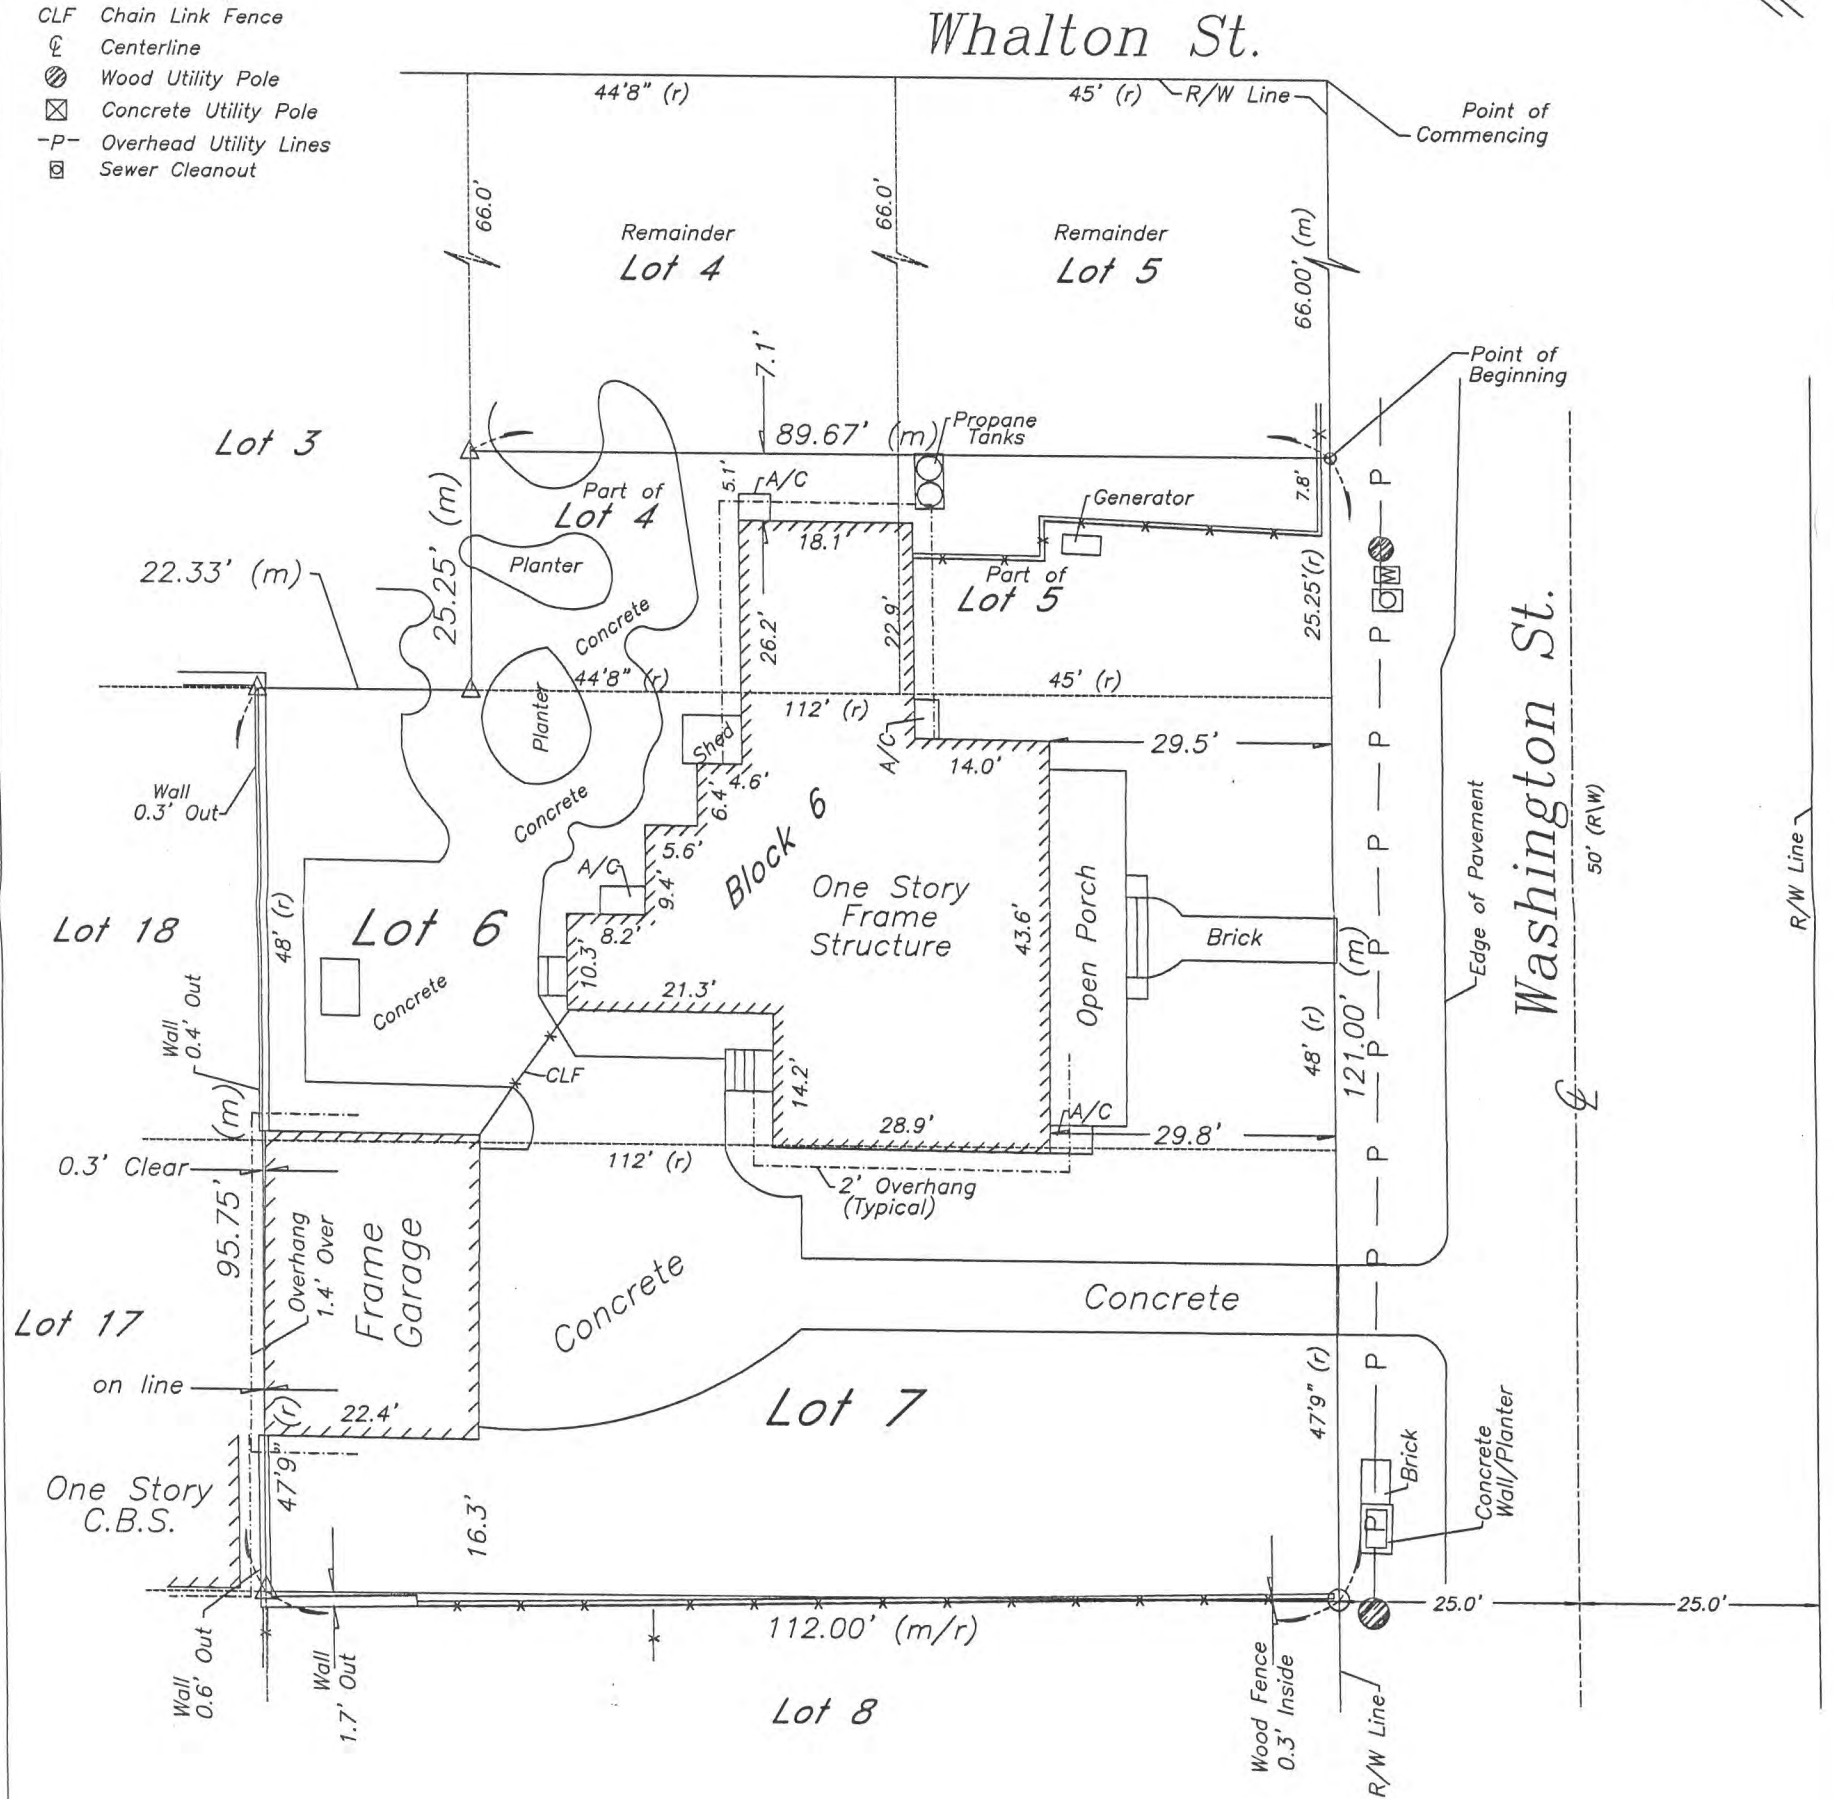 CLF Chain Link Fence
℄ Centerline
Wood Utility Pole
Concrete Utility Pole
-P- Overhead Utility Lines
Sewer Cleanout
Whalton St.
44'8" (r)
45' (r)
R/W Line
Point of
Commencing
66.0'
66.0'
66.00' (m)
Remainder
Lot 4
Remainder
Lot 5
7.1'
Point of
Beginning
Lot 3
89.67' (m)
Propane
Tanks
25.25' (m)
Part of
Lot 4
5.1'
A/C
Generator
7.8'
P
18.1'
22.33' (m)
Planter
Part of
Lot 5
25.25'(r)
W
Concrete
26.2'
22.9'
P
44'8" (r)
45' (r)
112' (r)
Planter
Shed
A/C
14.0'
29.5'
P
Wall
0.3' Out
Concrete
4.6'
6.4'
5.6'
Block 6
P
A/C
9.4'
One Story
Frame
Structure
Open Porch
Washington St.
50' (R\W)
Edge of Pavement
R/W Line
Lot 18
48' (r)
Lot 6
8.2'
10.3'
43.6'
Brick
P
Concrete
21.3'
Wall
0.4' Out
CLF
14.2'
48' (r)
121.00' (m)
P
℄
28.9'
A/C
29.8'
P
112' (r)
0.3' Clear
95.75' (m)
2' Overhang
(Typical)
Overhang
1.4' Over
Frame
Garage
Concrete
Concrete
P
Lot 17
on line
22.4'
Lot 7
47'9" (r)
P
47'9" (r)
One Story
C.B.S.
16.3'
Brick
Concrete
Wall/Planter
P
112.00' (m/r)
25.0'
25.0'
Wall
0.6' Out
Wall
1.7' Out
Lot 8
Wood Fence
0.3' Inside
R/W Line